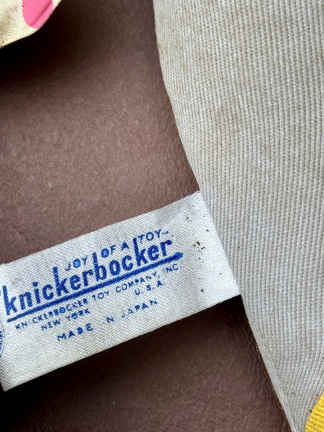 JOY OF A TOY...
knickerbocker
KNICKERBOCKER TOY COMPANY, INC
NEW YORK U.S.A.
MADE IN JAPAN